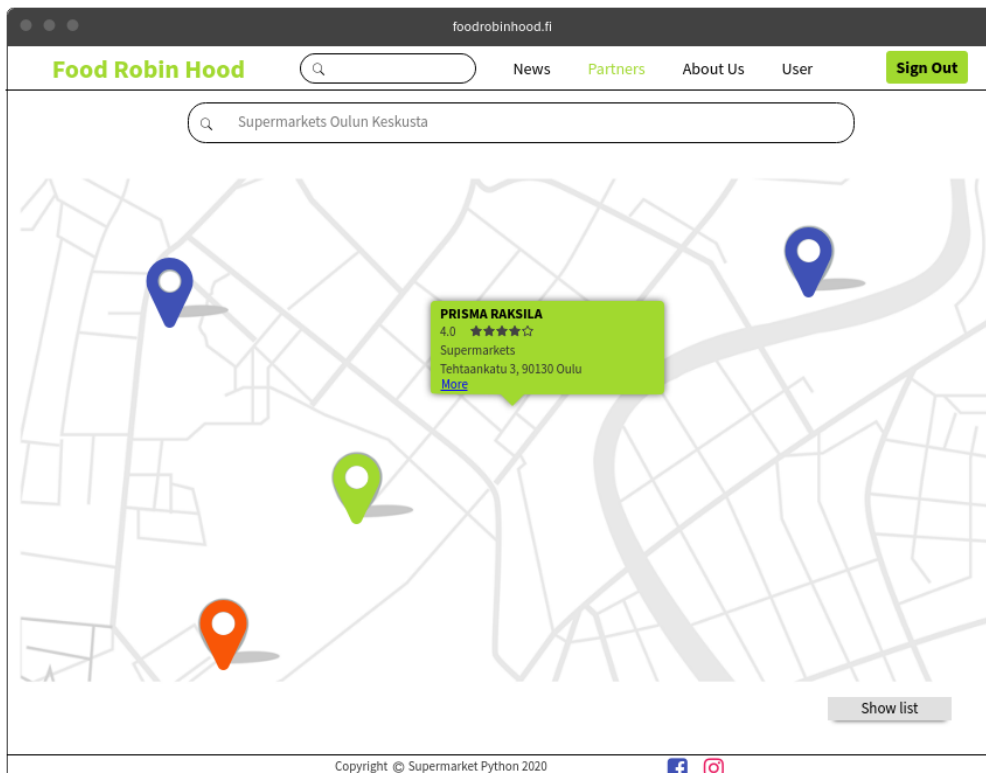 foodrobinhood.fi
Food Robin Hood
News
Partners
About Us
User
Sign Out
Supermarkets Oulun Keskusta
PRISMA RAKSILA
4.0
Supermarkets
Tehtaankatu 3, 90130 Oulu
More
Show list
Copyright © Supermarket Python 2020